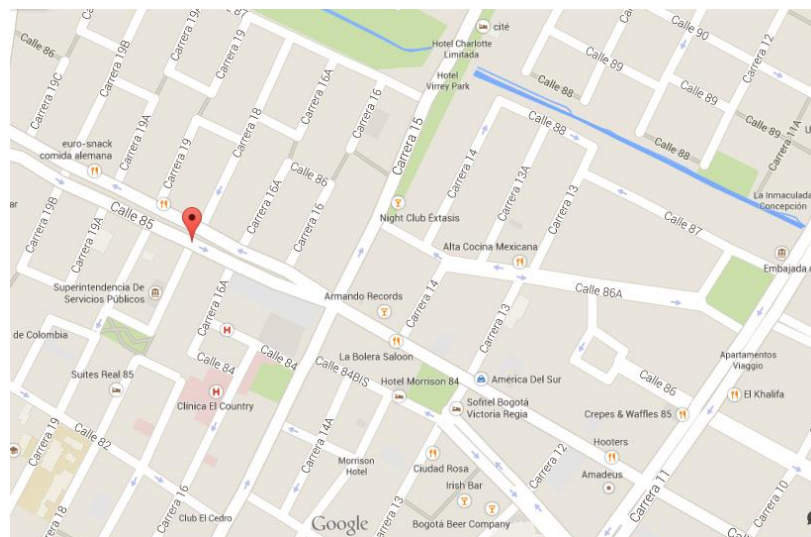 cité
Calle 90
Carrera 12
Calle 86
Carrera 19A
Carrera 19
Carrera 19B
Carrera 19C
Hotel Charlotte
Limitada
Hotel
Virrey Park
Calle 89
Calle 88
Calle 89
Carrera 16A
Carrera 16
Carrera 18
Carrera 19A
Calle 88
Calle 89
Carrera 11A
Calle 88
Carrera 15
euro-snack
comida alemana
Carrera 19
Carrera 14
Carrera 13A
Carrera 13
Calle 86
Carrera 16A
Carrera 16
La Inmaculada
Concepción
Carrera 19B
Carrera 19A
Calle 85
Night Club Éxtasis
Calle 87
Alta Cocina Mexicana
Embajada d
Superintendencia De
Servicios Públicos
Carrera 16A
Calle 86A
Armando Records
Carrera 14
Carrera 13
de Colombia
La Bolera Saloon
Calle 84
Calle 84
Calle 84BIS
Suites Real 85
América Del Sur
Hotel Morrison 84
Calle 86
Apartamentos
Viaggio
El Khalifa
Clínica El Country
Sofitel Bogotá
Victoria Regia
Crepes & Waffles 85
Carrera 19
Calle 82
Carrera 14A
Hooters
Morrison
Hotel
Ciudad Rosa
Carrera 12
Amadeus
Carrera 11
Carrera 10
Irish Bar
Carrera 18
Carrera 16
Club El Cedro
Carrera 13
Bogotá Beer Company
Google